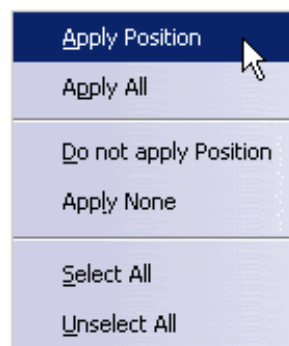 Apply Position
Apply All
Do not apply Position
Apply None
Select All
Unselect All